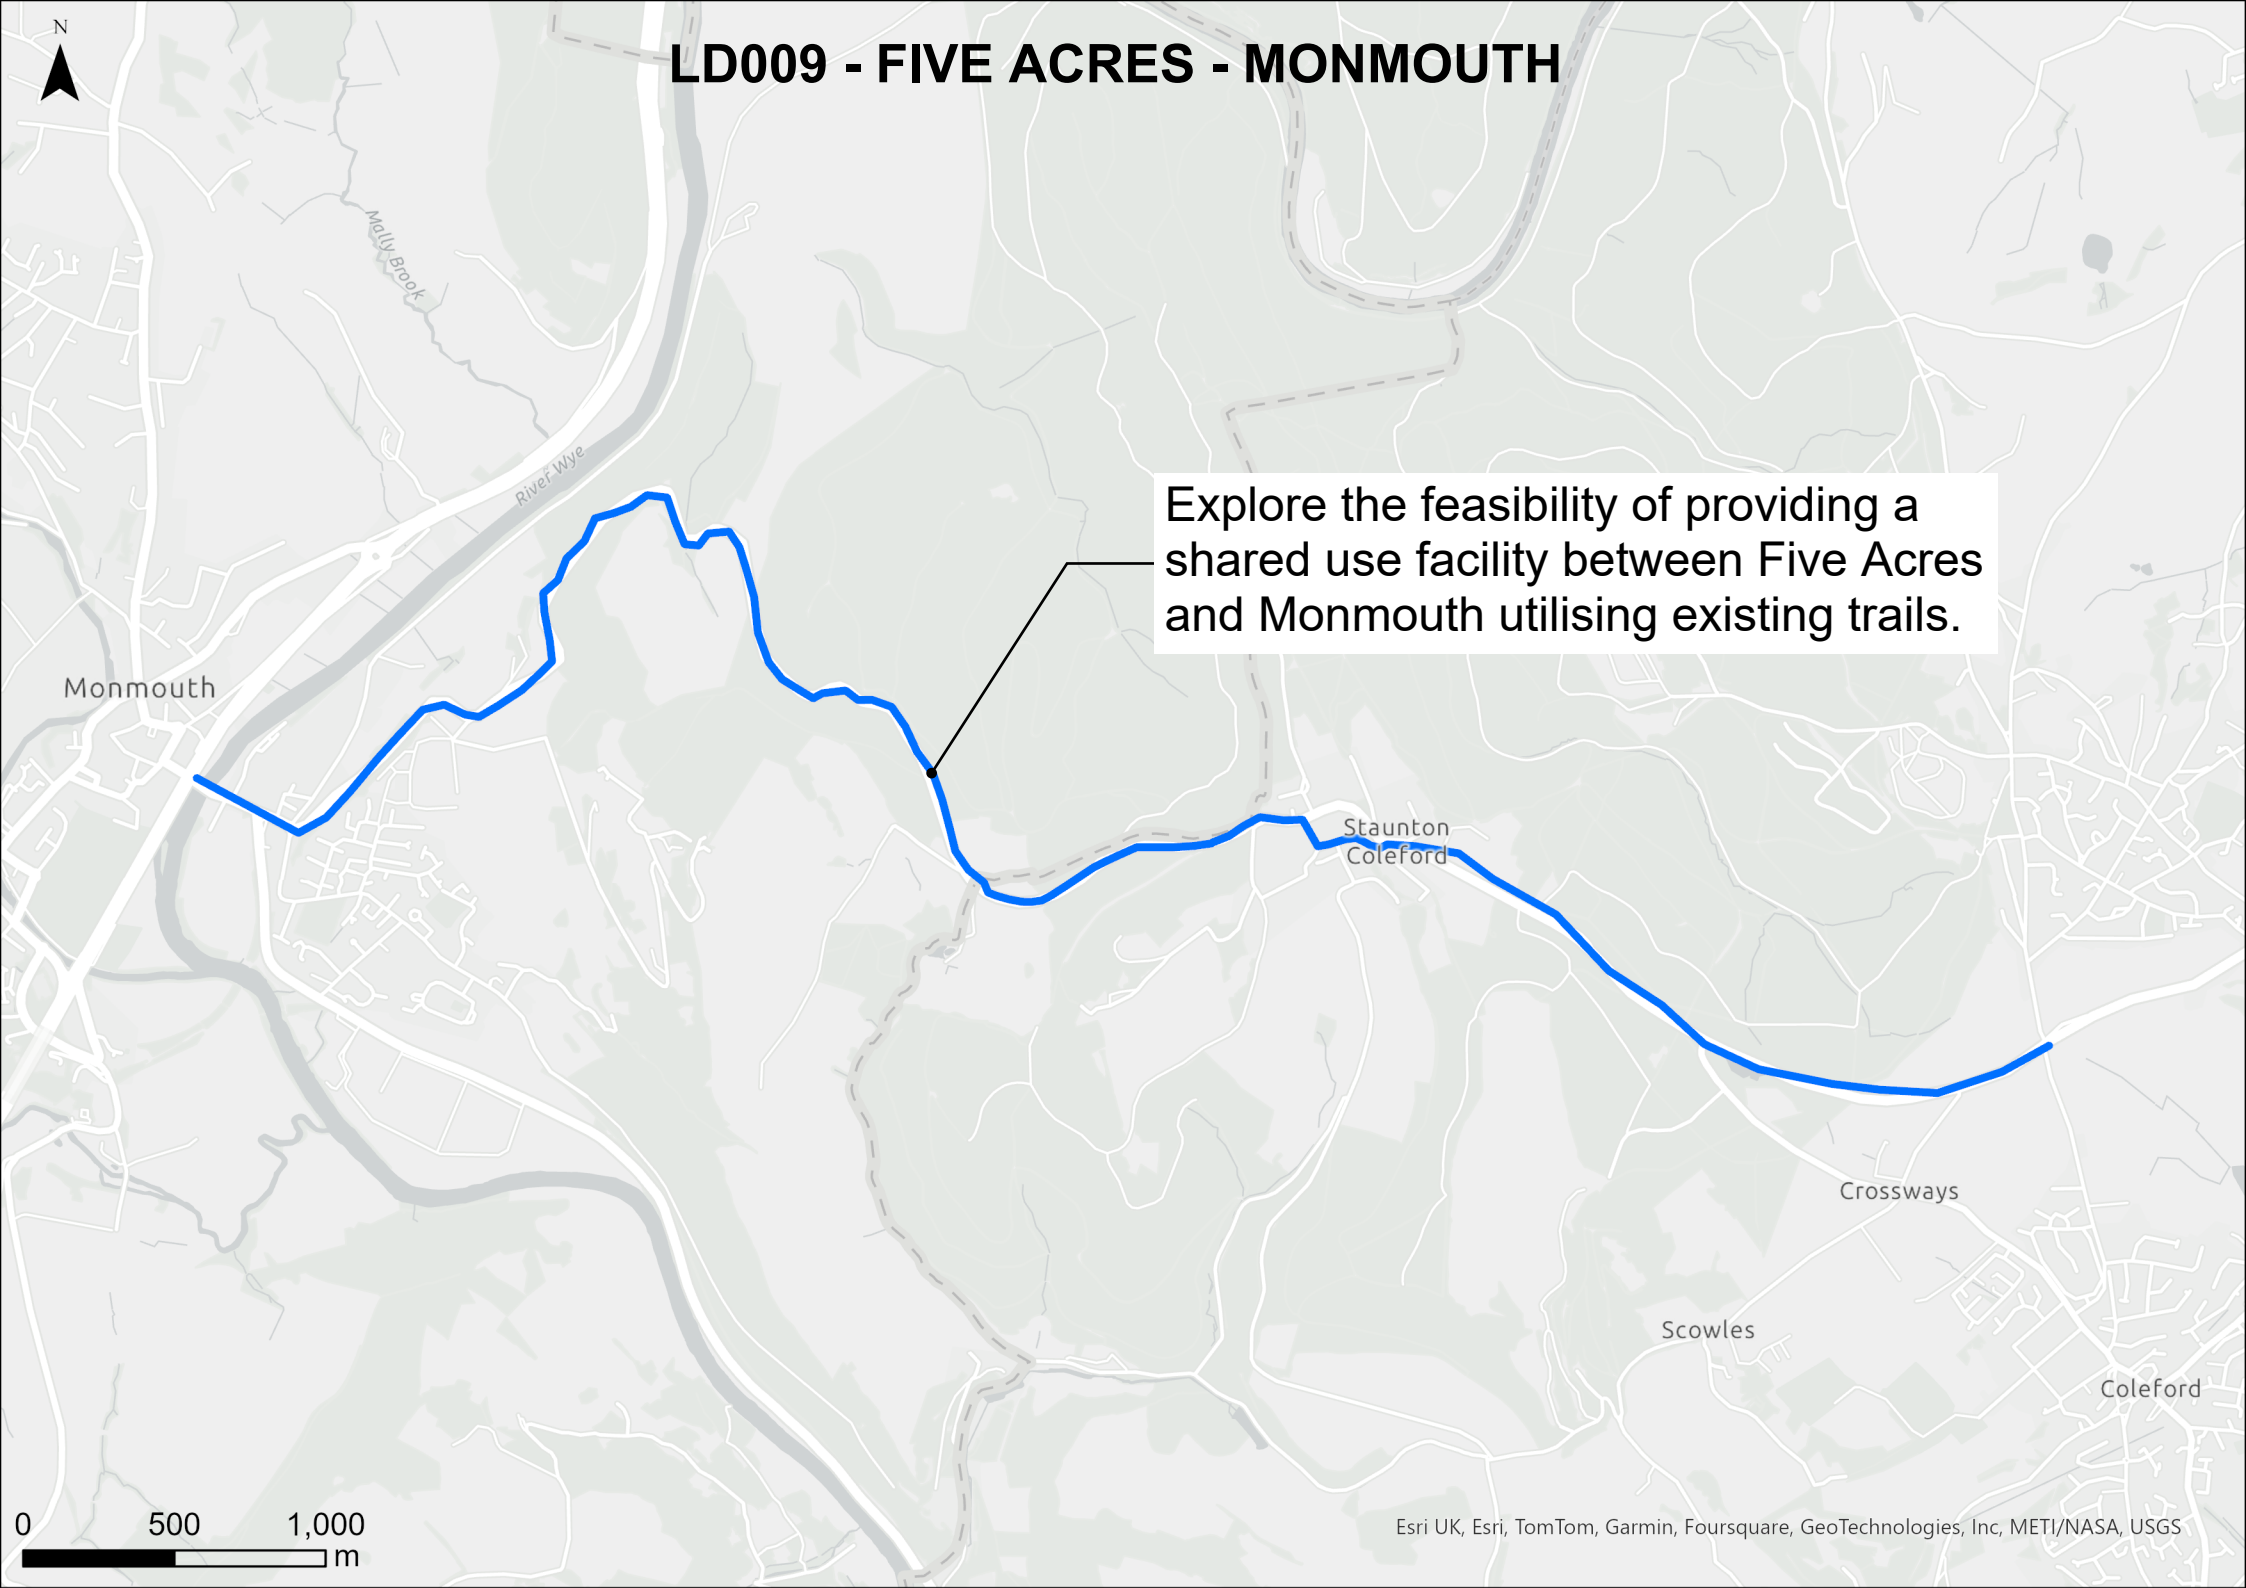 N
LD009 - FIVE ACRES - MONMOUTH
Mally Brook
River Wye
Explore the feasibility of providing a
shared use facility between Five Acres
and Monmouth utilising existing trails.
Monmouth
Staunton
Coleford
Crossways
Scowles
Coleford
0 500 1,000
m
Esri UK, Esri, TomTom, Garmin, Foursquare, GeoTechnologies, Inc, METI/NASA, USGS